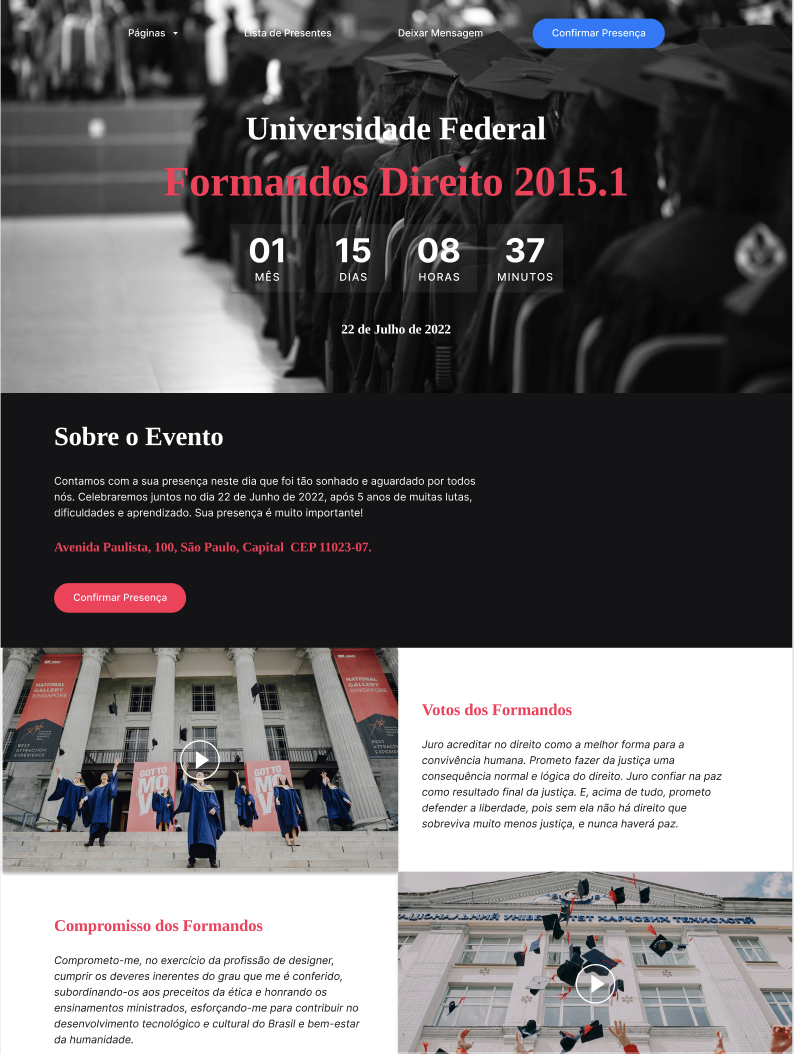 Páginas
Lista de Presentes
Deixar Mensagem
Confirmar Presença
Universidade Federal
Formandos Direito 2015.1
01 15 08 37
MÊS DIAS HORAS MINUTOS
22 de Julho de 2022
Sobre o Evento
Contamos com a sua presença neste dia que foi tão sonhado e aguardado por todos
nós. Celebraremos juntos no dia 22 de Junho de 2022, após 5 anos de muitas lutas,
dificuldades e aprendizado. Sua presença é muito importante!
Avenida Paulista, 100, São Paulo, Capital  CEP 11023-07.
Confirmar Presença
NATIONAL
GALLERY
SINGAPORE
BEST
ATTRACTION
EXPERIENCE
NATIONAL
GALLERY
SINGAPORE
BEST
GOT TO
MO
V
GOT TO
MO
V
Votos dos Formandos
Juro acreditar no direito como a melhor forma para a
convivência humana. Prometo fazer da justiça uma
consequência normal e lógica do direito. Juro confiar na paz
como resultado final da justiça. E, acima de tudo, prometo
defender a liberdade, pois sem ela não há direito que
sobreviva muito menos justiça, e nunca haverá paz.
Compromisso dos Formandos
Comprometo-me, no exercício da profissão de designer,
cumprir os deveres inerentes do grau que me é conferido,
subordinando-os aos preceitos da ética e honrando os
ensinamentos ministrados, esforçando-me para contribuir no
desenvolvimento tecnológico e cultural do Brasil e bem-estar
da humanidade.
ХАРЧОВИХ ТЕХНОЛОГІЙ